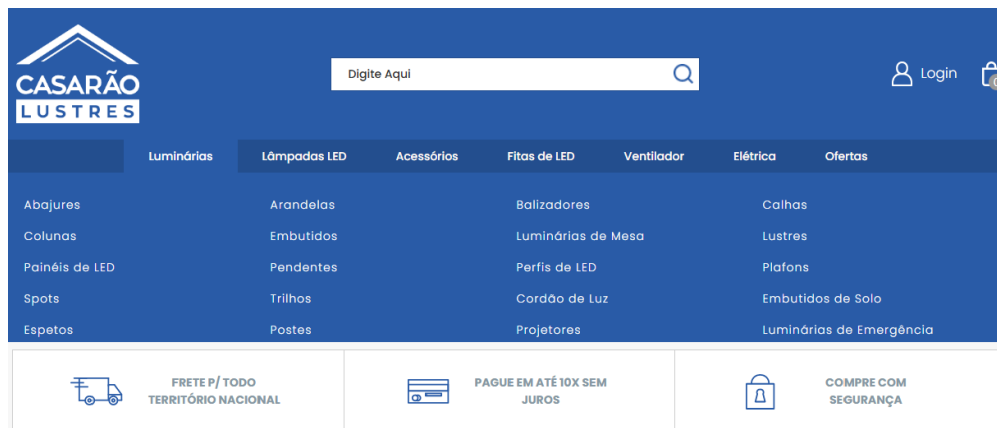 CASARÃO
LUSTRES
Digite Aqui
Login
Luminárias Lâmpadas LED Acessórios Fitas de LED Ventilador Elétrica Ofertas
Abajures Arandelas Balizadores Calhas
Colunas Embutidos Luminárias de Mesa Lustres
Painéis de LED Pendentes Perfis de LED Plafons
Spots Trilhos Cordão de Luz Embutidos de Solo
Espetos Postes Projetores Luminárias de Emergência
FRETE P/ TODO
TERRITÓRIO NACIONAL
PAGUE EM ATÉ 10X SEM
JUROS
COMPRE COM
SEGURANÇA